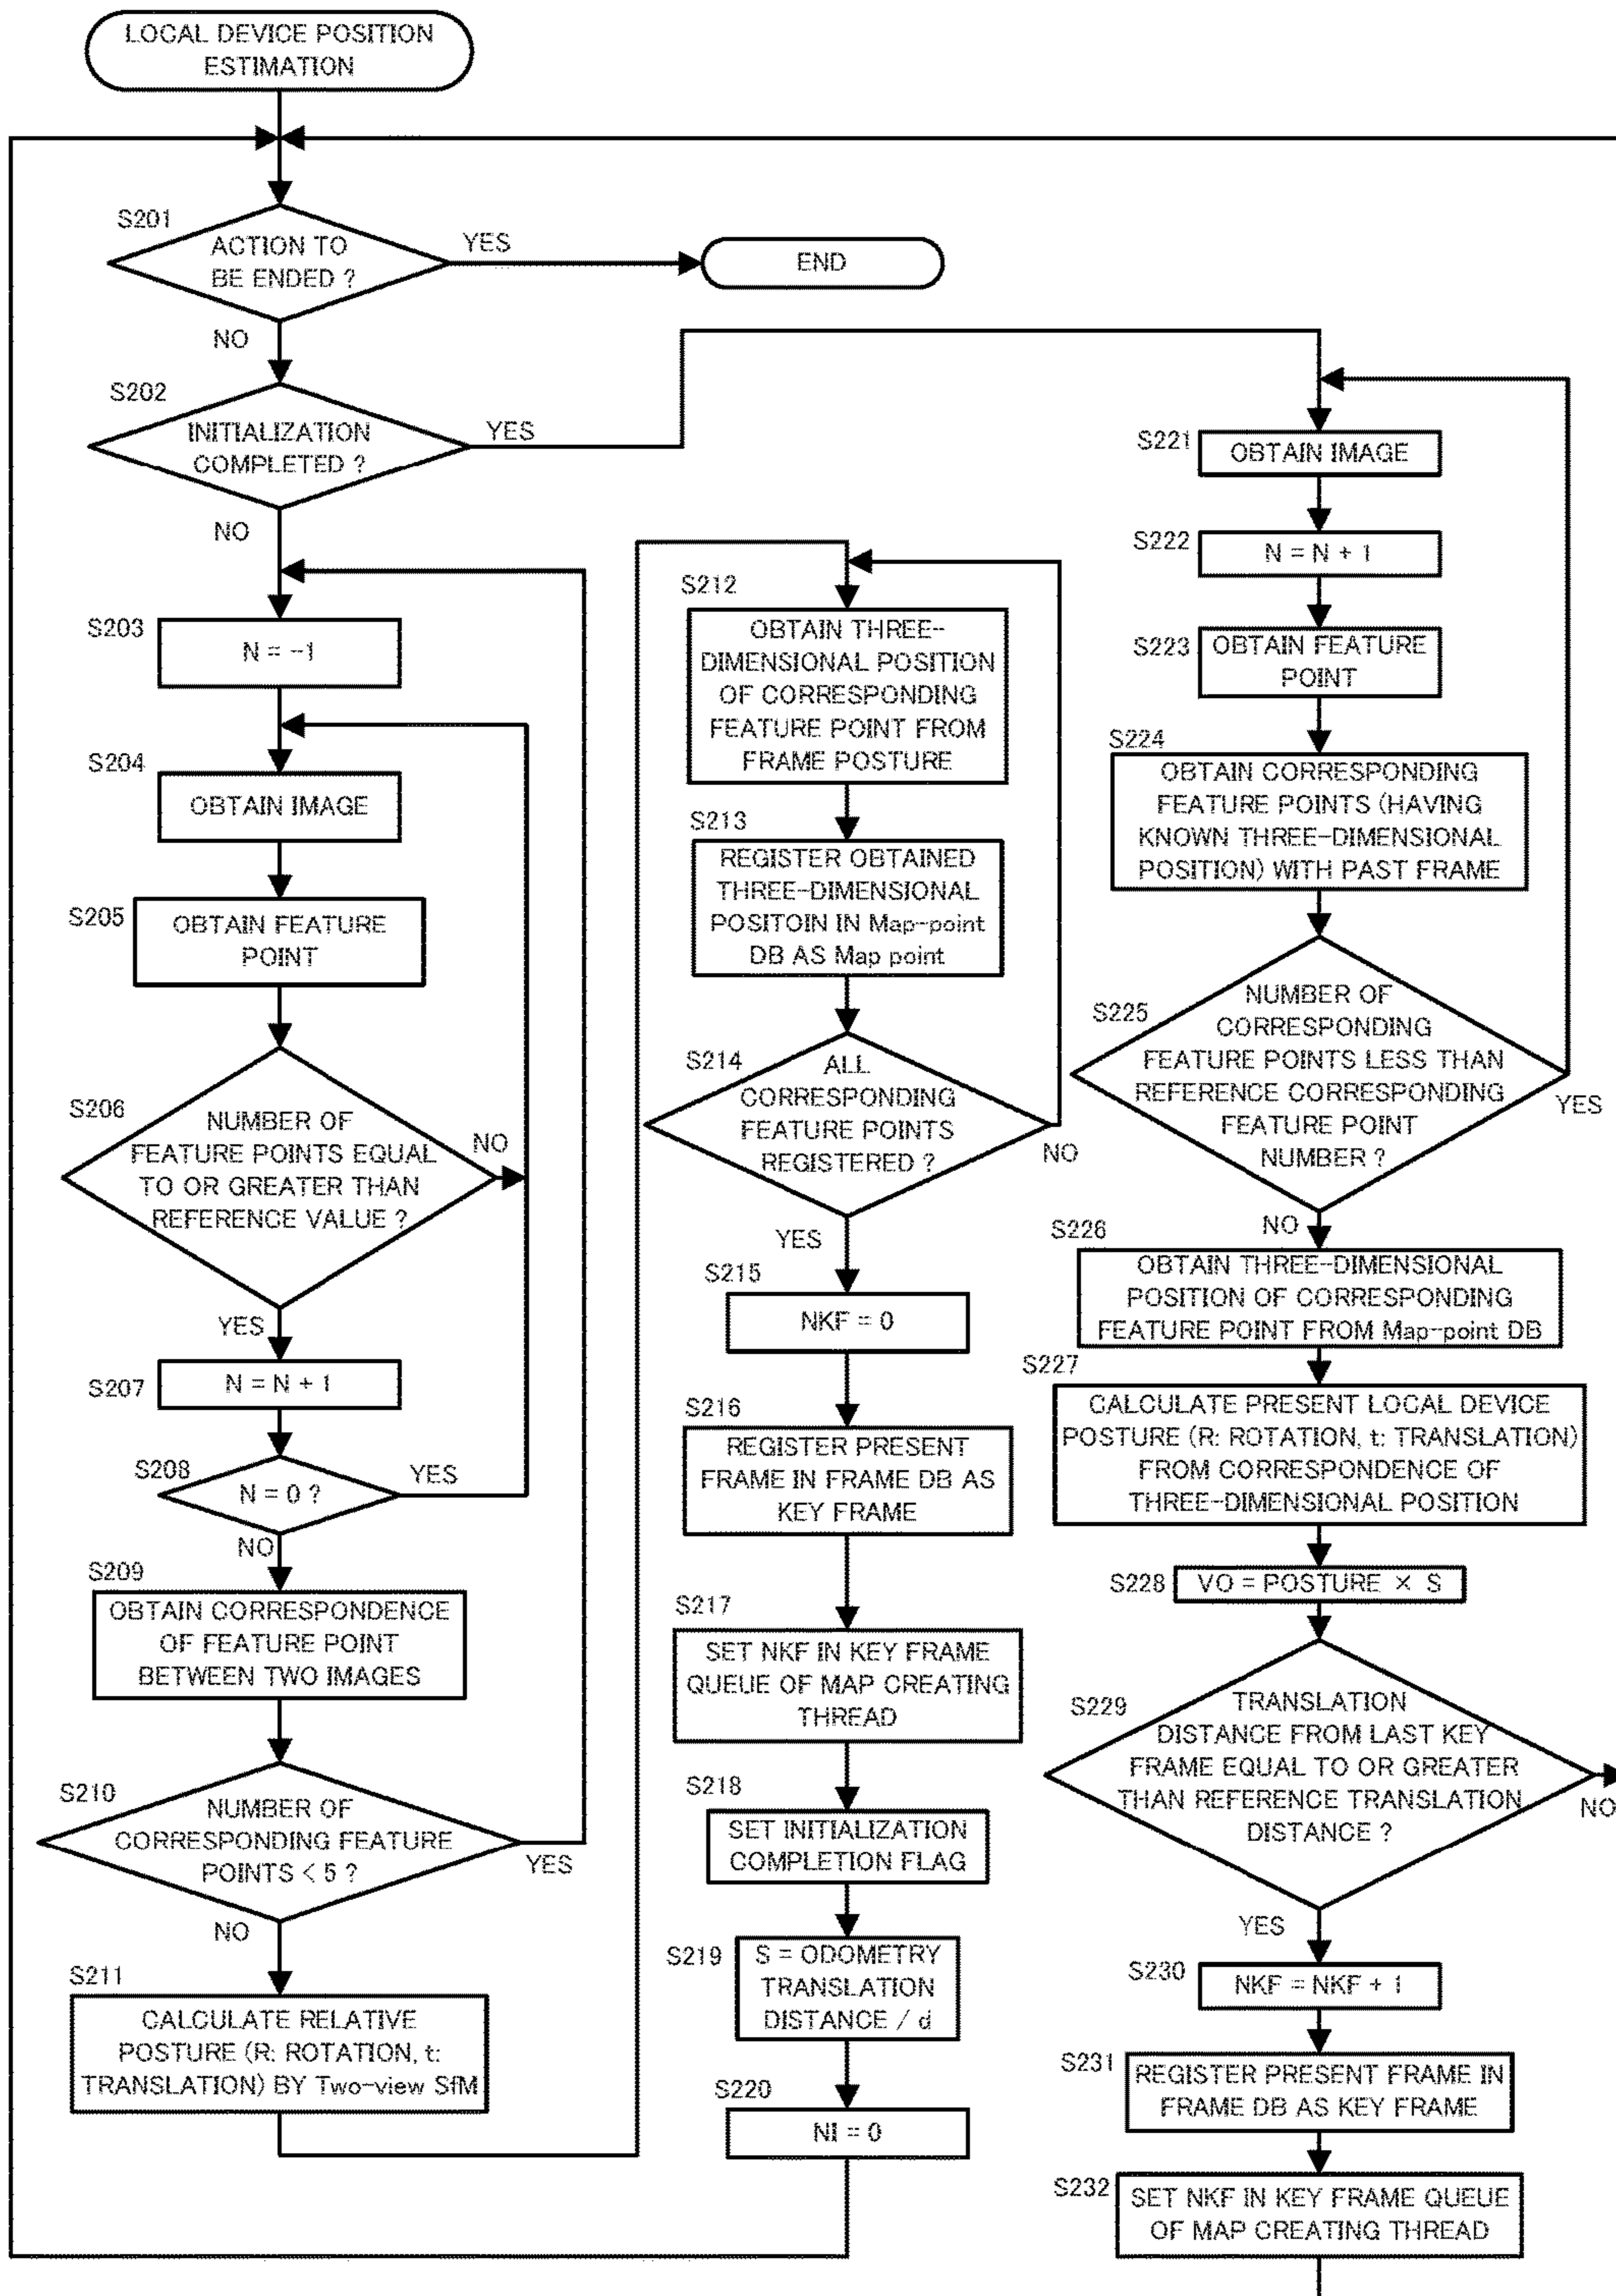 LOCAL DEVICE POSITION
ESTIMATION
S201
ACTION TO
BE ENDED ?
YES
END
NO
S202
INITIALIZATION
COMPLETED ?
YES
NO
S203
N = -1
S204
OBTAIN IMAGE
S205
OBTAIN FEATURE
POINT
S206
NUMBER OF
FEATURE POINTS EQUAL
TO OR GREATER THAN
REFERENCE VALUE ?
NO
YES
S207
N = N + 1
S208
N = 0 ?
YES
NO
S209
OBTAIN CORRESPONDENCE
OF FEATURE POINT
BETWEEN TWO IMAGES
S210
NUMBER OF
CORRESPONDING FEATURE
POINTS < 5 ?
YES
NO
S211
CALCULATE RELATIVE
POSTURE (R: ROTATION, t:
TRANSLATION) BY Two-view SfM
S212
OBTAIN THREE-
DIMENSIONAL POSITION
OF CORRESPONDING
FEATURE POINT FROM
FRAME POSTURE
S213
REGISTER OBTAINED
THREE-DIMENSIONAL
POSITOIN IN Map-point
DB AS Map point
S214
ALL
CORRESPONDING
FEATURE POINTS
REGISTERED ?
NO
YES
S215
NKF = 0
S216
REGISTER PRESENT
FRAME IN FRAME DB AS
KEY FRAME
S217
SET NKF IN KEY FRAME
QUEUE OF MAP CREATING
THREAD
S218
SET INITIALIZATION
COMPLETION FLAG
S219
S = ODOMETRY
TRANSLATION
DISTANCE / d
S220
NI = 0
S221
OBTAIN IMAGE
S222
N = N + 1
S223
OBTAIN FEATURE
POINT
S224
OBTAIN CORRESPONDING
FEATURE POINTS (HAVING
KNOWN THREE-DIMENSIONAL
POSITION) WITH PAST FRAME
S225
NUMBER OF
CORRESPONDING
FEATURE POINTS LESS THAN
REFERENCE CORRESPONDING
FEATURE POINT
NUMBER ?
YES
NO
S226
OBTAIN THREE-DIMENSIONAL
POSITION OF CORRESPONDING
FEATURE POINT FROM Map-point DB
S227
CALCULATE PRESENT LOCAL DEVICE
POSTURE (R: ROTATION, t: TRANSLATION)
FROM CORRESPONDENCE OF
THREE-DIMENSIONAL POSITION
S228
VO = POSTURE × S
S229
TRANSLATION
DISTANCE FROM LAST KEY
FRAME EQUAL TO OR GREATER
THAN REFERENCE TRANSLATION
DISTANCE ?
NO
YES
S230
NKF = NKF + 1
S231
REGISTER PRESENT FRAME IN
FRAME DB AS KEY FRAME
S232
SET NKF IN KEY FRAME QUEUE
OF MAP CREATING THREAD